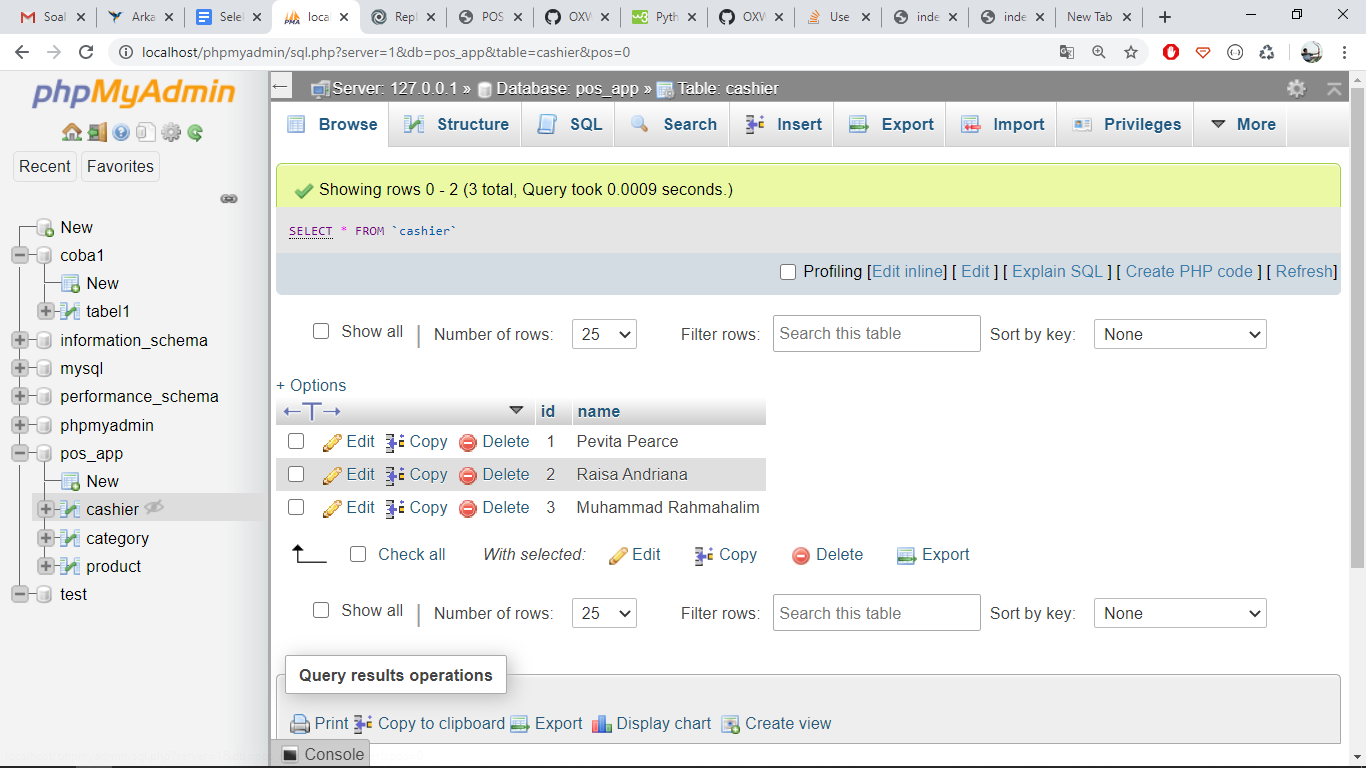 Soal Arka Selel loca Repl POS OXW Pyth OXW Use inde inde New Tab
localhost/phpmyadmin/sql.php?server=1&db=pos_app&table=cashier&pos=0
phpMyAdmin
Recent Favorites
New
coba1
New
tabel1
information_schema
mysql
performance_schema
phpmyadmin
pos_app
New
cashier
category
product
test
Server: 127.0.0.1 » Database: pos_app » Table: cashier
Browse Structure SQL Search Insert Export Import Privileges More
Showing rows 0 - 2 (3 total, Query took 0.0009 seconds.)
SELECT * FROM `cashier`
Profiling [Edit inline] [ Edit ] [ Explain SQL ] [ Create PHP code ] [ Refresh]
Show all | Number of rows: 25 Filter rows: Search this table Sort by key: None
+ Options
←T→ id name
Edit Copy Delete 1 Pevita Pearce
Edit Copy Delete 2 Raisa Andriana
Edit Copy Delete 3 Muhammad Rahmahalim
Check all With selected: Edit Copy Delete Export
Show all | Number of rows: 25 Filter rows: Search this table Sort by key: None
Query results operations
Print Copy to clipboard Export Display chart Create view
Console